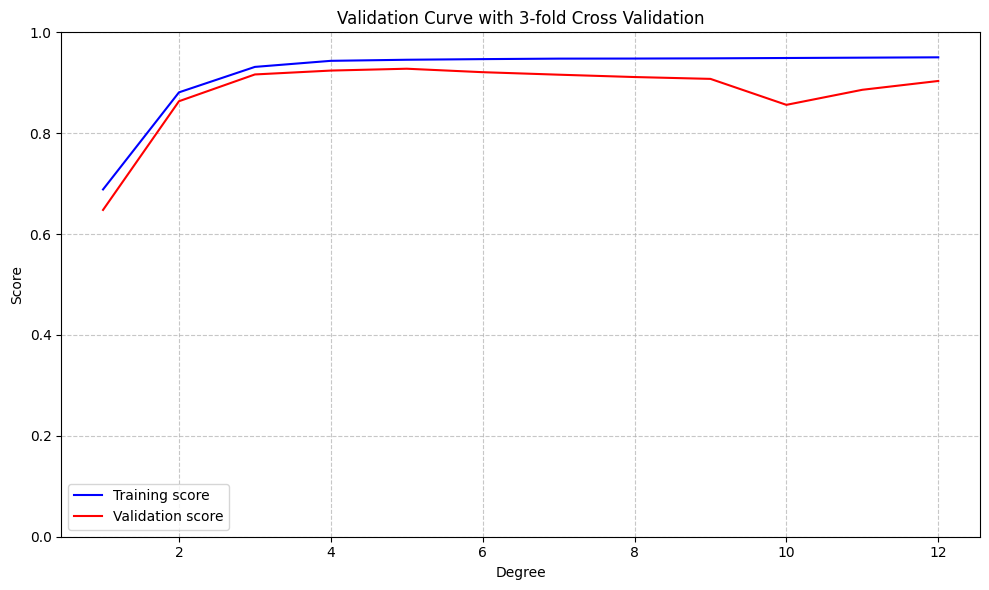 Validation Curve with 3-fold Cross Validation
1.0
0.8
0.6
0.4
0.2
0.0
Score
Training score
Validation score
2 4 6 8 10 12
Degree